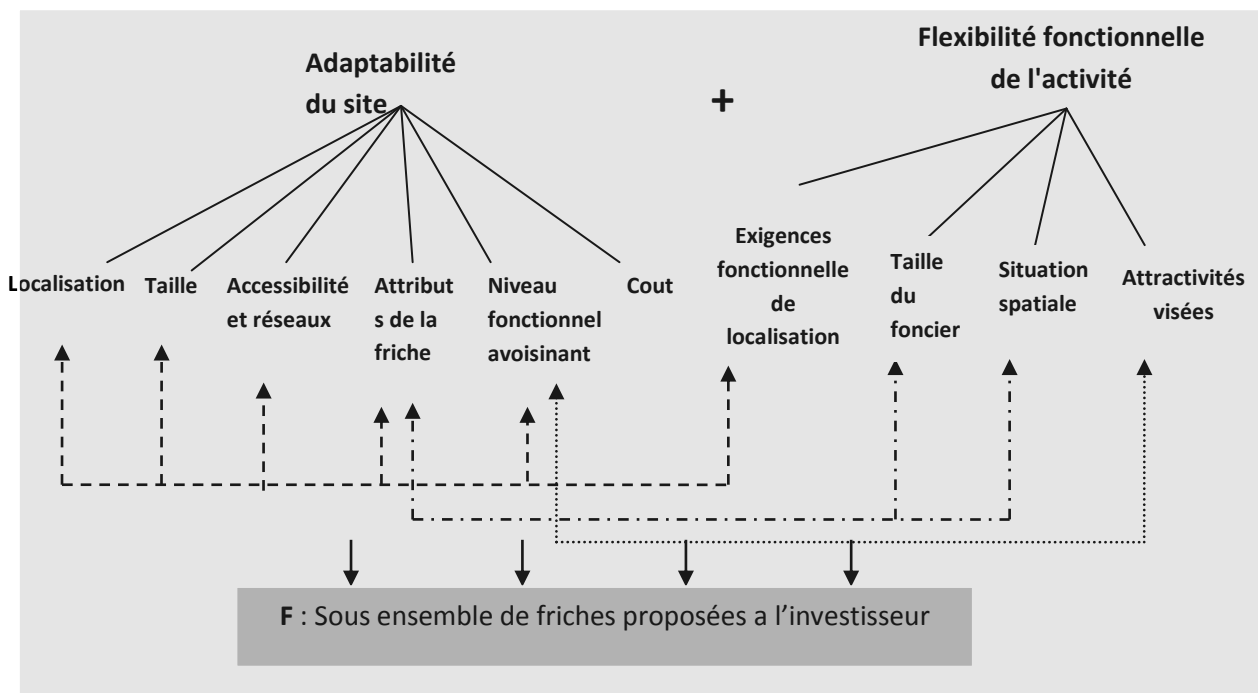 Adaptabilité
du site
+
Flexibilité fonctionnelle
de l'activité
Localisation
Taille
Accessibilité
et réseaux
Attribut
s de la
friche
Niveau
fonctionnel
avoisinant
Cout
Exigences
fonctionnelle
de
localisation
Taille
du
foncier
Situation
spatiale
Attractivités
visées
F : Sous ensemble de friches proposées a l’investisseur